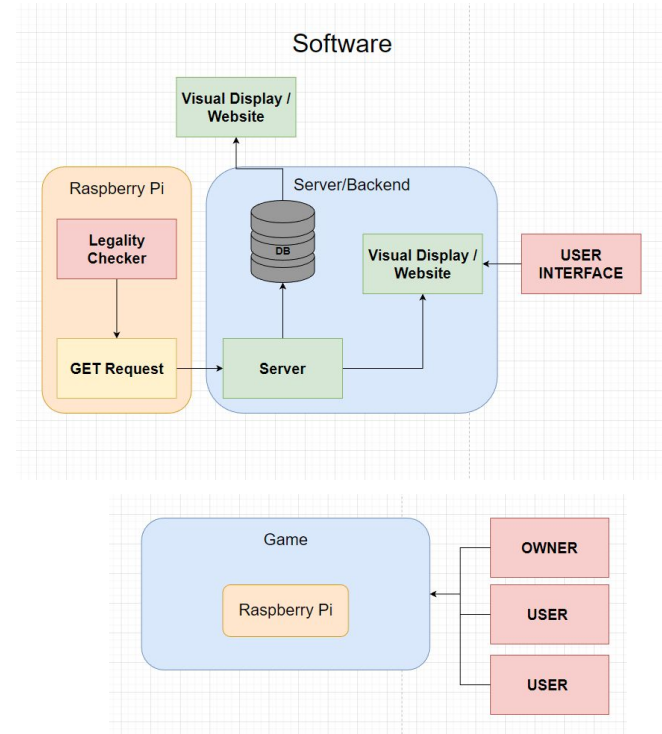 Software
Visual Display /
Website
Raspberry Pi
Server/Backend
Legality
Checker
DB
Visual Display /
Website
USER
INTERFACE
GET Request
Server
Game
OWNER
Raspberry Pi
USER
USER